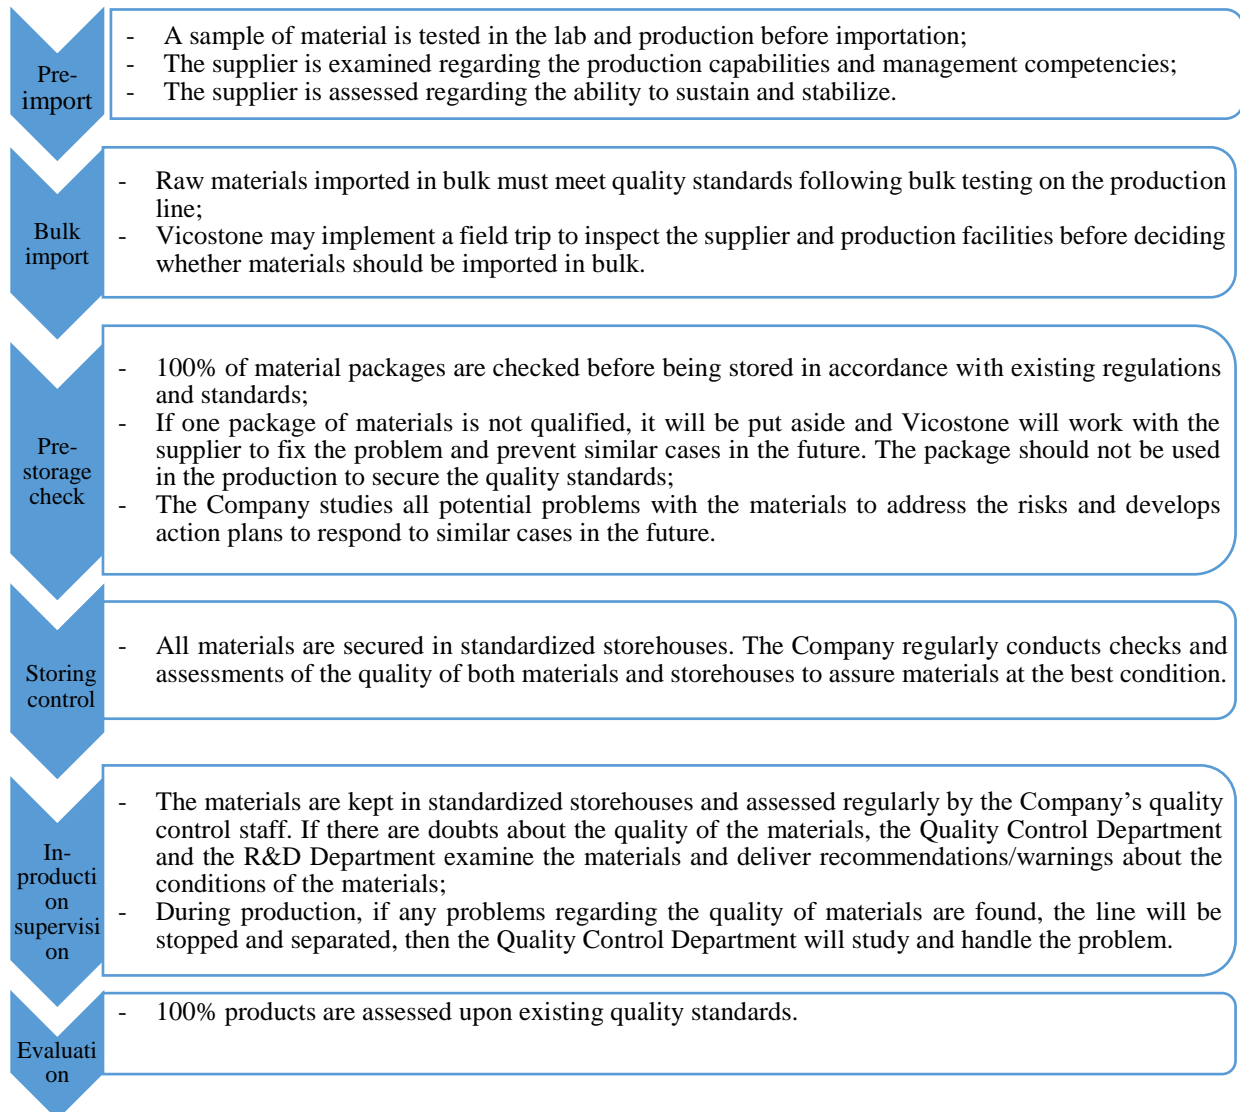 Pre-
import
- A sample of material is tested in the lab and production before importation;
- The supplier is examined regarding the production capabilities and management competencies;
- The supplier is assessed regarding the ability to sustain and stabilize.
Bulk
import
- Raw materials imported in bulk must meet quality standards following bulk testing on the production
line;
- Vicostone may implement a field trip to inspect the supplier and production facilities before deciding
whether materials should be imported in bulk.
Pre-
storage
check
- 100% of material packages are checked before being stored in accordance with existing regulations
and standards;
- If one package of materials is not qualified, it will be put aside and Vicostone will work with the
supplier to fix the problem and prevent similar cases in the future. The package should not be used
in the production to secure the quality standards;
- The Company studies all potential problems with the materials to address the risks and develops
action plans to respond to similar cases in the future.
Storing
control
- All materials are secured in standardized storehouses. The Company regularly conducts checks and
assessments of the quality of both materials and storehouses to assure materials at the best condition.
In-
producti
on
supervisi
on
- The materials are kept in standardized storehouses and assessed regularly by the Company's quality
control staff. If there are doubts about the quality of the materials, the Quality Control Department
and the R&D Department examine the materials and deliver recommendations/warnings about the
conditions of the materials;
- During production, if any problems regarding the quality of materials are found, the line will be
stopped and separated, then the Quality Control Department will study and handle the problem.
Evaluati
on
- 100% products are assessed upon existing quality standards.